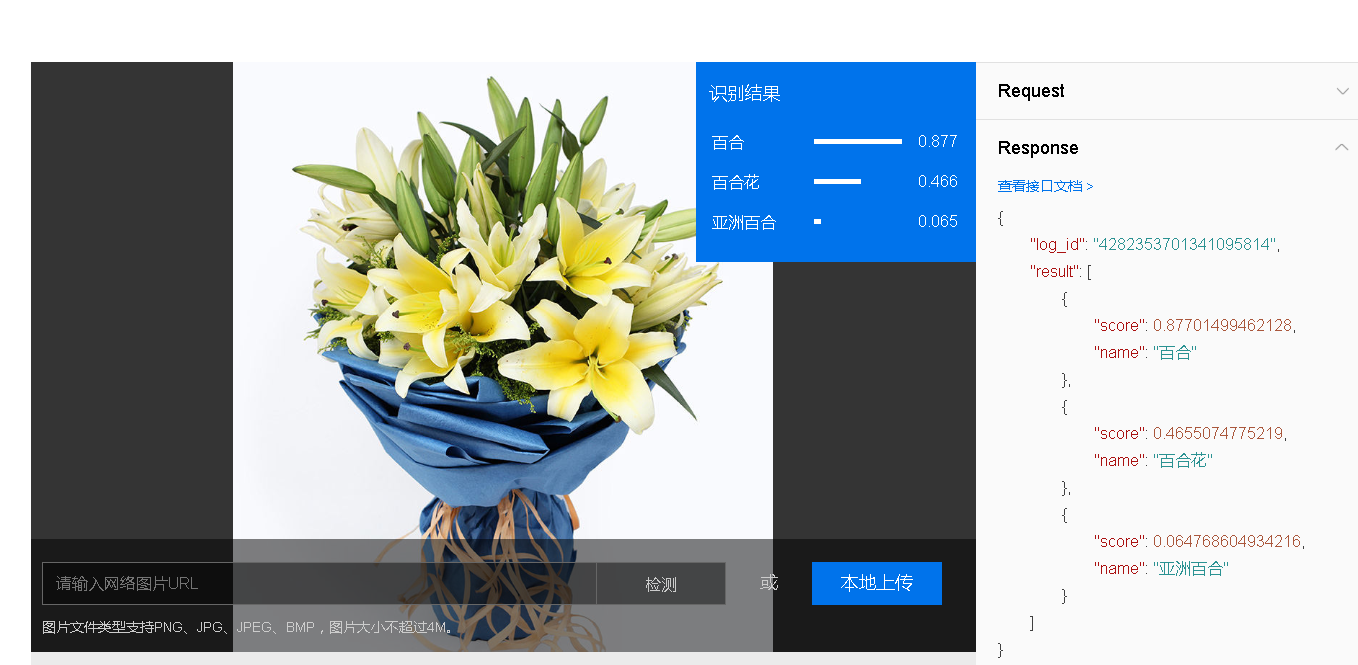 识别结果
百合 0.877
百合花 0.466
亚洲百合 0.065
请输入网络图片URL
检测
或
本地上传
图片文件类型支持PNG、JPG、JPEG、BMP，图片大小不超过4M。
Request
Response
查看接口文档 >
{
"log_id": "4282353701341095814",
"result": [
{
"score": 0.87701499462128,
"name": "百合"
},
{
"score": 0.4655074775219,
"name": "百合花"
},
{
"score": 0.064768604934216,
"name": "亚洲百合"
}
]
}